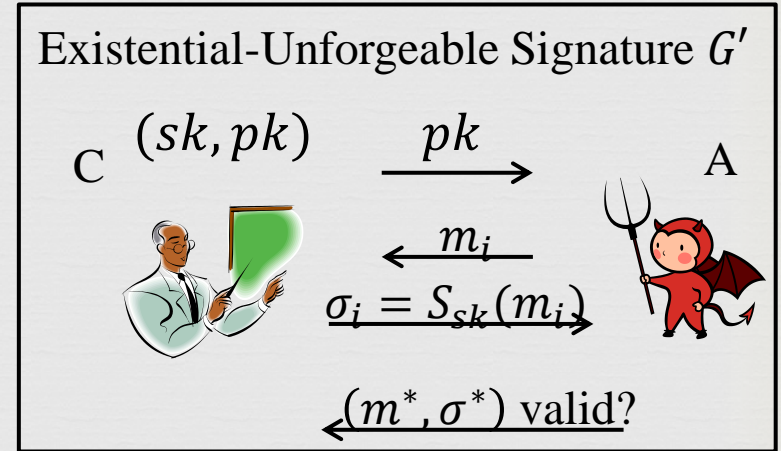 Existential-Unforgeable Signature G′
(sk, pk) pk
C A
m_i
σ_i = S_sk(m_i)
(m*, σ*) valid?